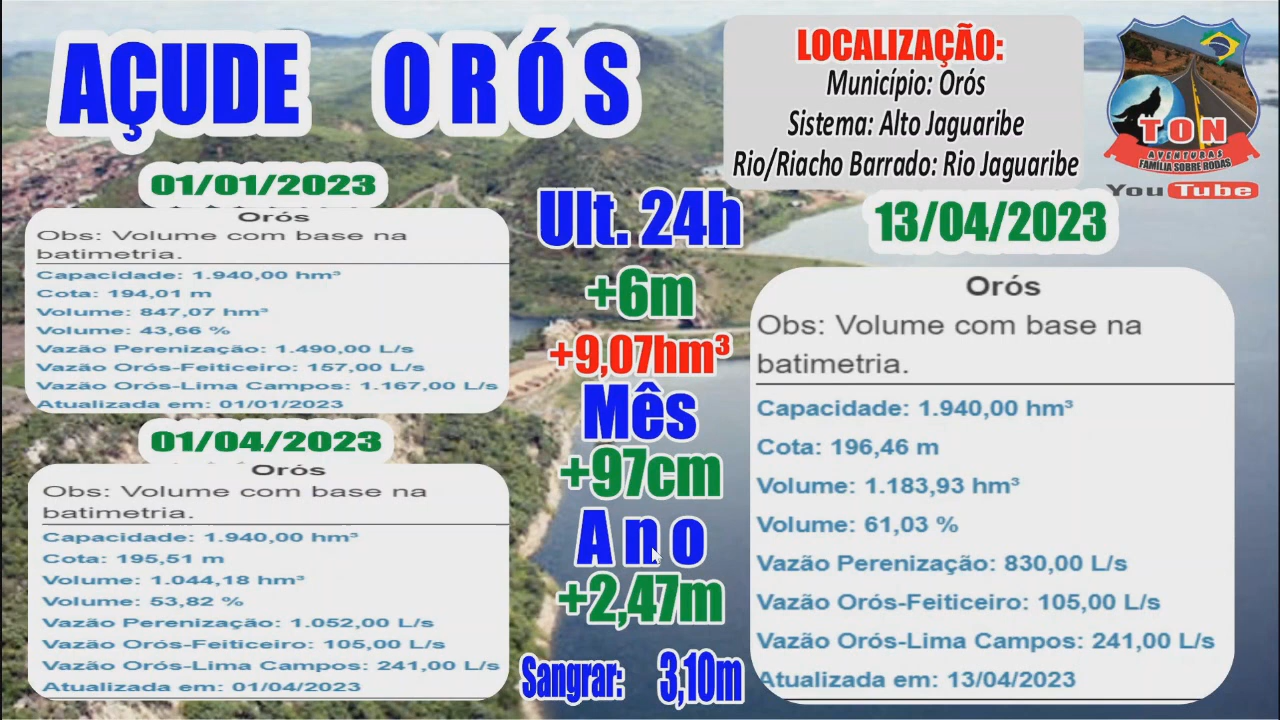 AÇUDE ORÓS
LOCALIZAÇÃO:
Município: Orós
Sistema: Alto Jaguaribe
Rio/Riacho Barrado: Rio Jaguaribe
TON
AVENTURAS
FAMÍLIA SOBRE RODAS
YouTube
01/01/2023
Orós
Obs: Volume com base na
batimetria.
Capacidade: 1.940,00 hm³
Cota: 194,01 m
Volume: 847,07 hm³
Volume: 43,66 %
Vazão Perenização: 1.490,00 L/s
Vazão Orós-Feiticeiro: 157,00 L/s
Vazão Orós-Lima Campos: 1.167,00 L/s
Atualizada em: 01/01/2023
01/04/2023
Orós
Obs: Volume com base na
batimetria.
Capacidade: 1.940,00 hm³
Cota: 195,51 m
Volume: 1.044,18 hm³
Volume: 53,82 %
Vazão Perenização: 1.052,00 L/s
Vazão Orós-Feiticeiro: 105,00 L/s
Vazão Orós-Lima Campos: 241,00 L/s
Atualizada em: 01/04/2023
Ult. 24h
+6m
+9,07hm³
Mês
+97cm
Ano
+2,47m
Sangrar: 3,10m
13/04/2023
Orós
Obs: Volume com base na
batimetria.
Capacidade: 1.940,00 hm³
Cota: 196,46 m
Volume: 1.183,93 hm³
Volume: 61,03 %
Vazão Perenização: 830,00 L/s
Vazão Orós-Feiticeiro: 105,00 L/s
Vazão Orós-Lima Campos: 241,00 L/s
Atualizada em: 13/04/2023